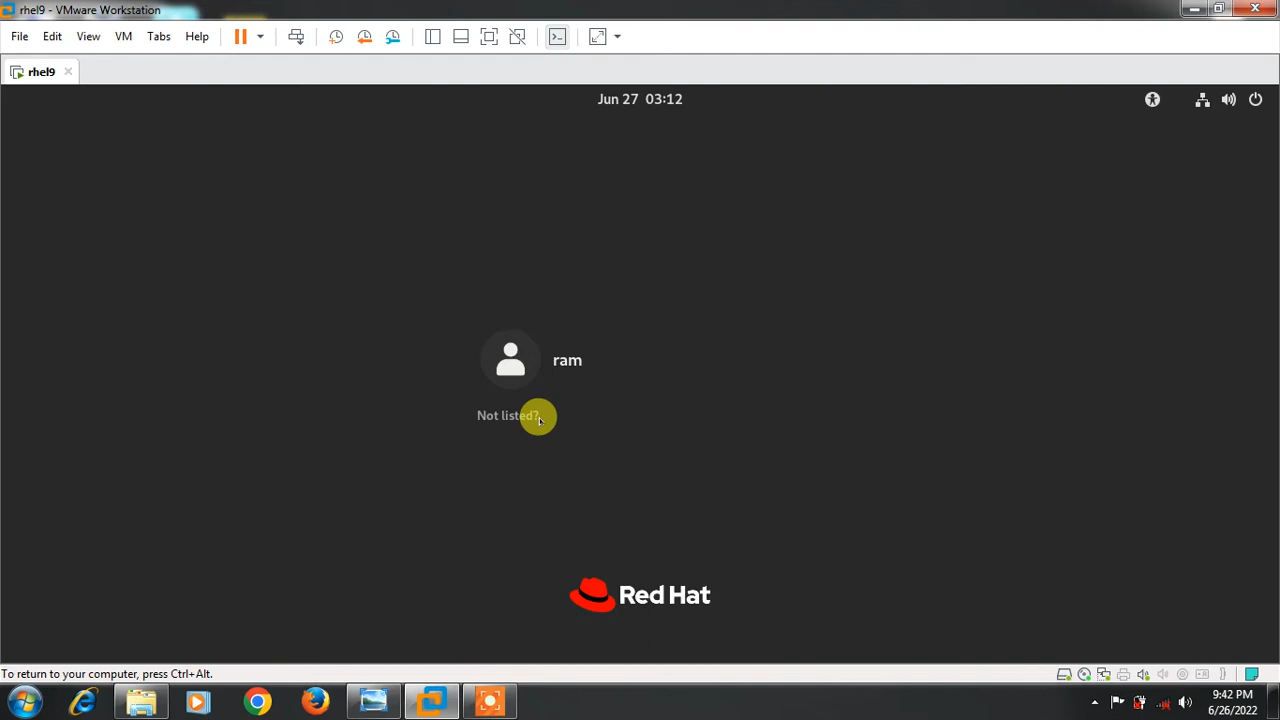 rhel9 - VMware Workstation
File Edit View VM Tabs Help
rhel9
Jun 27 03:12
ram
Not listed?
Red Hat
To return to your computer, press Ctrl+Alt.
9:42 PM
6/26/2022